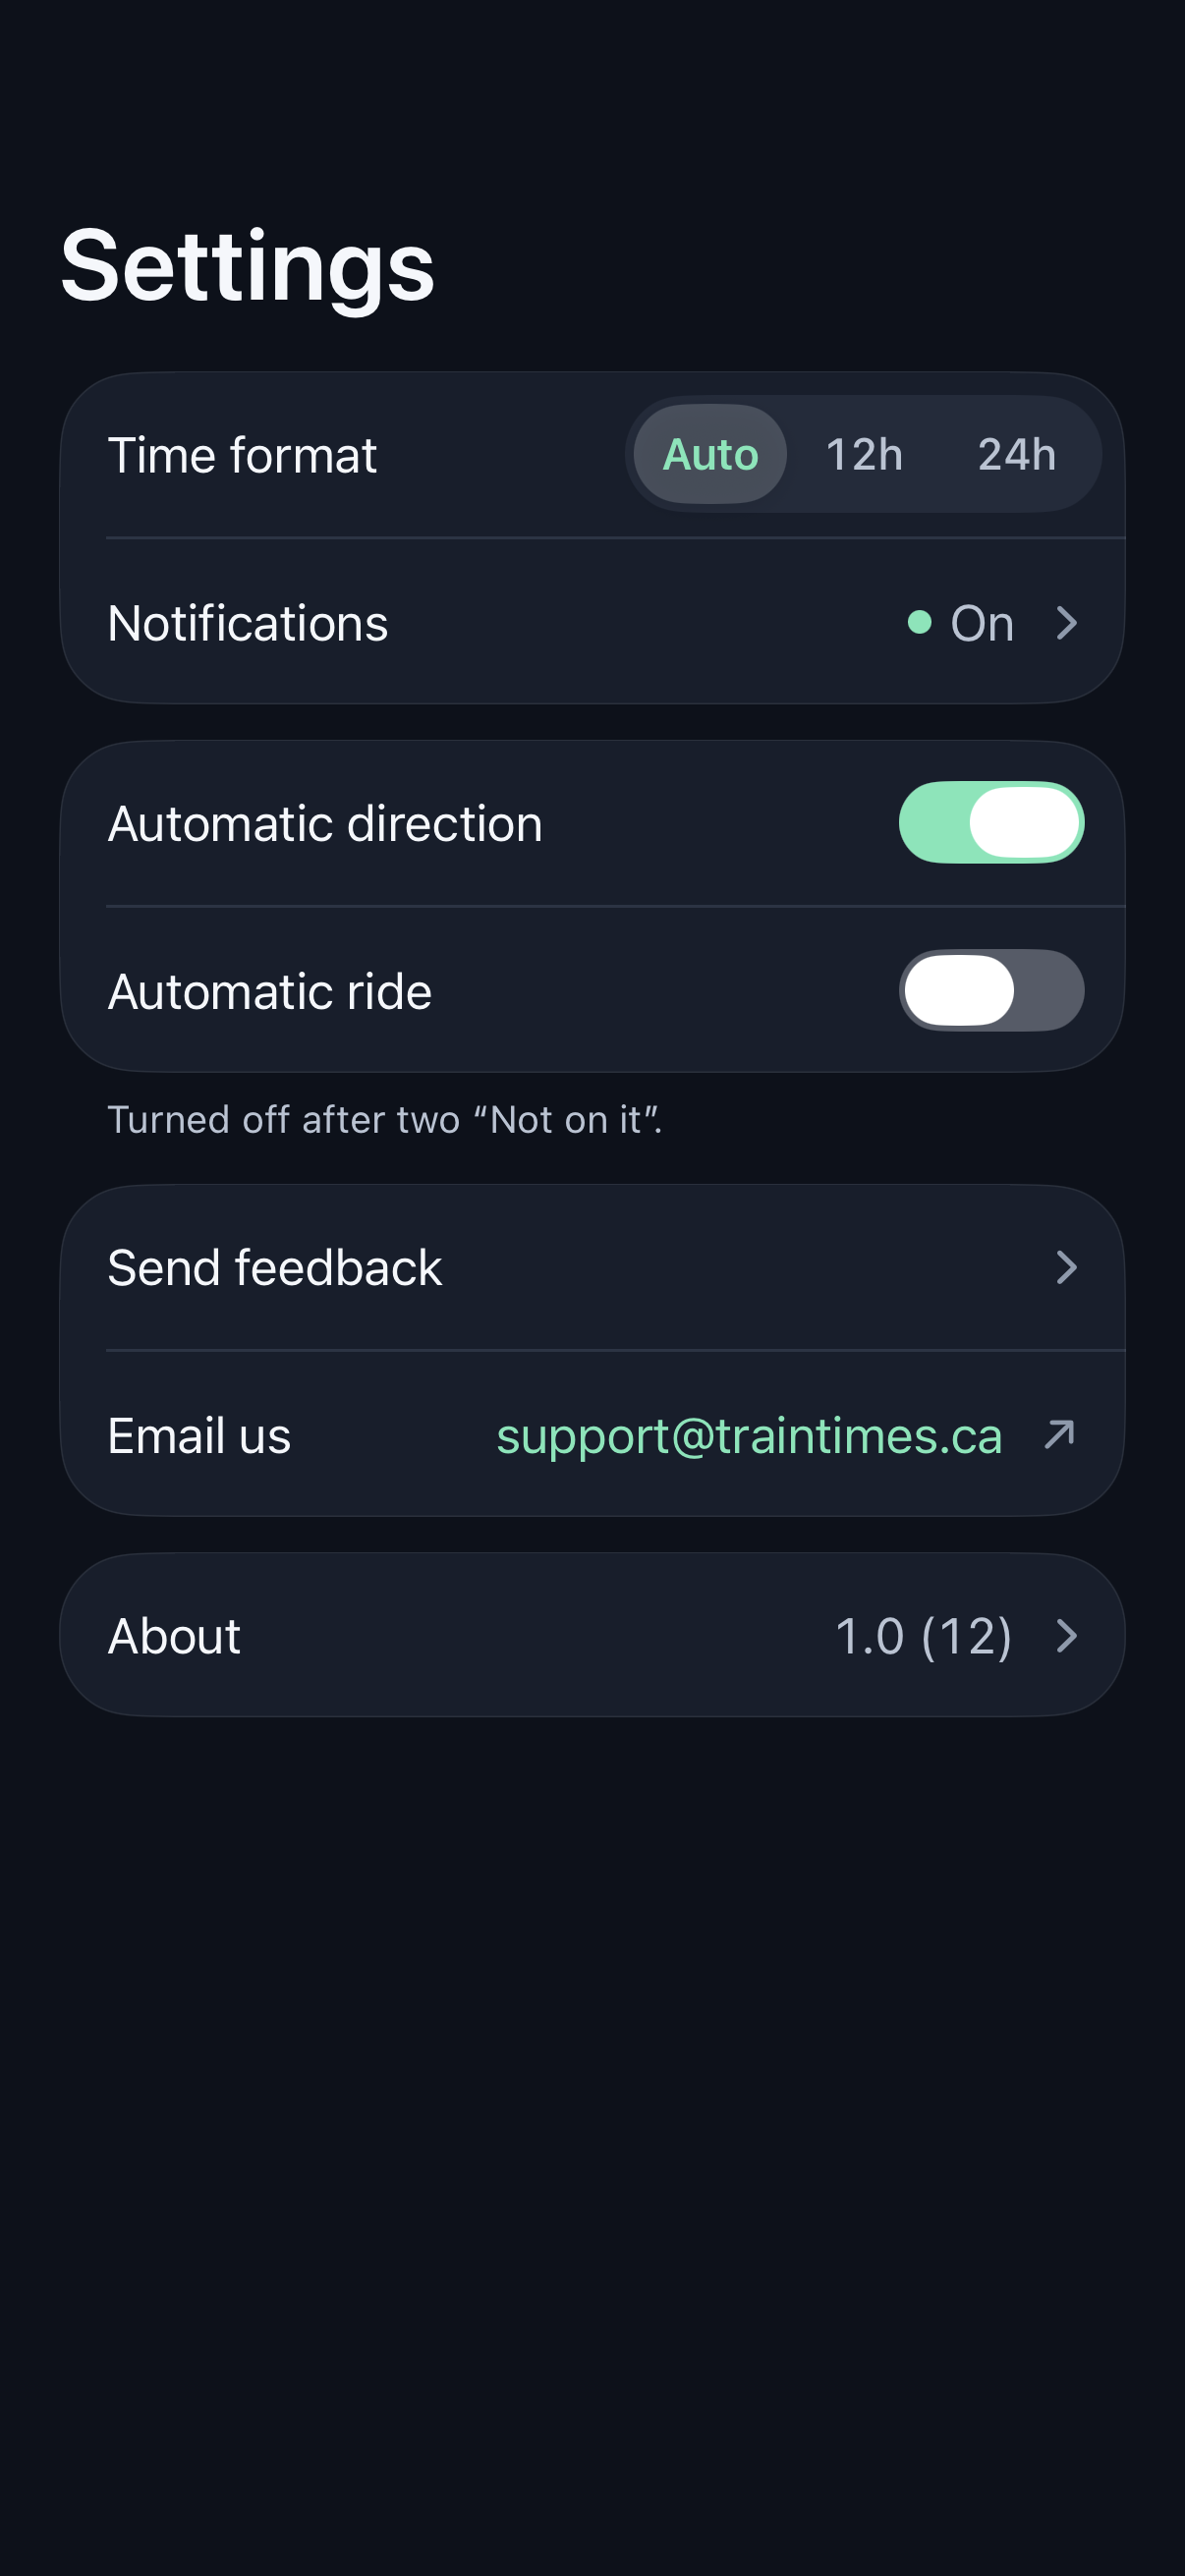 Settings
Time format Auto 12h 24h
Notifications On
Automatic direction
Automatic ride
Turned off after two “Not on it”.
Send feedback
Email us support@traintimes.ca
About 1.0 (12)